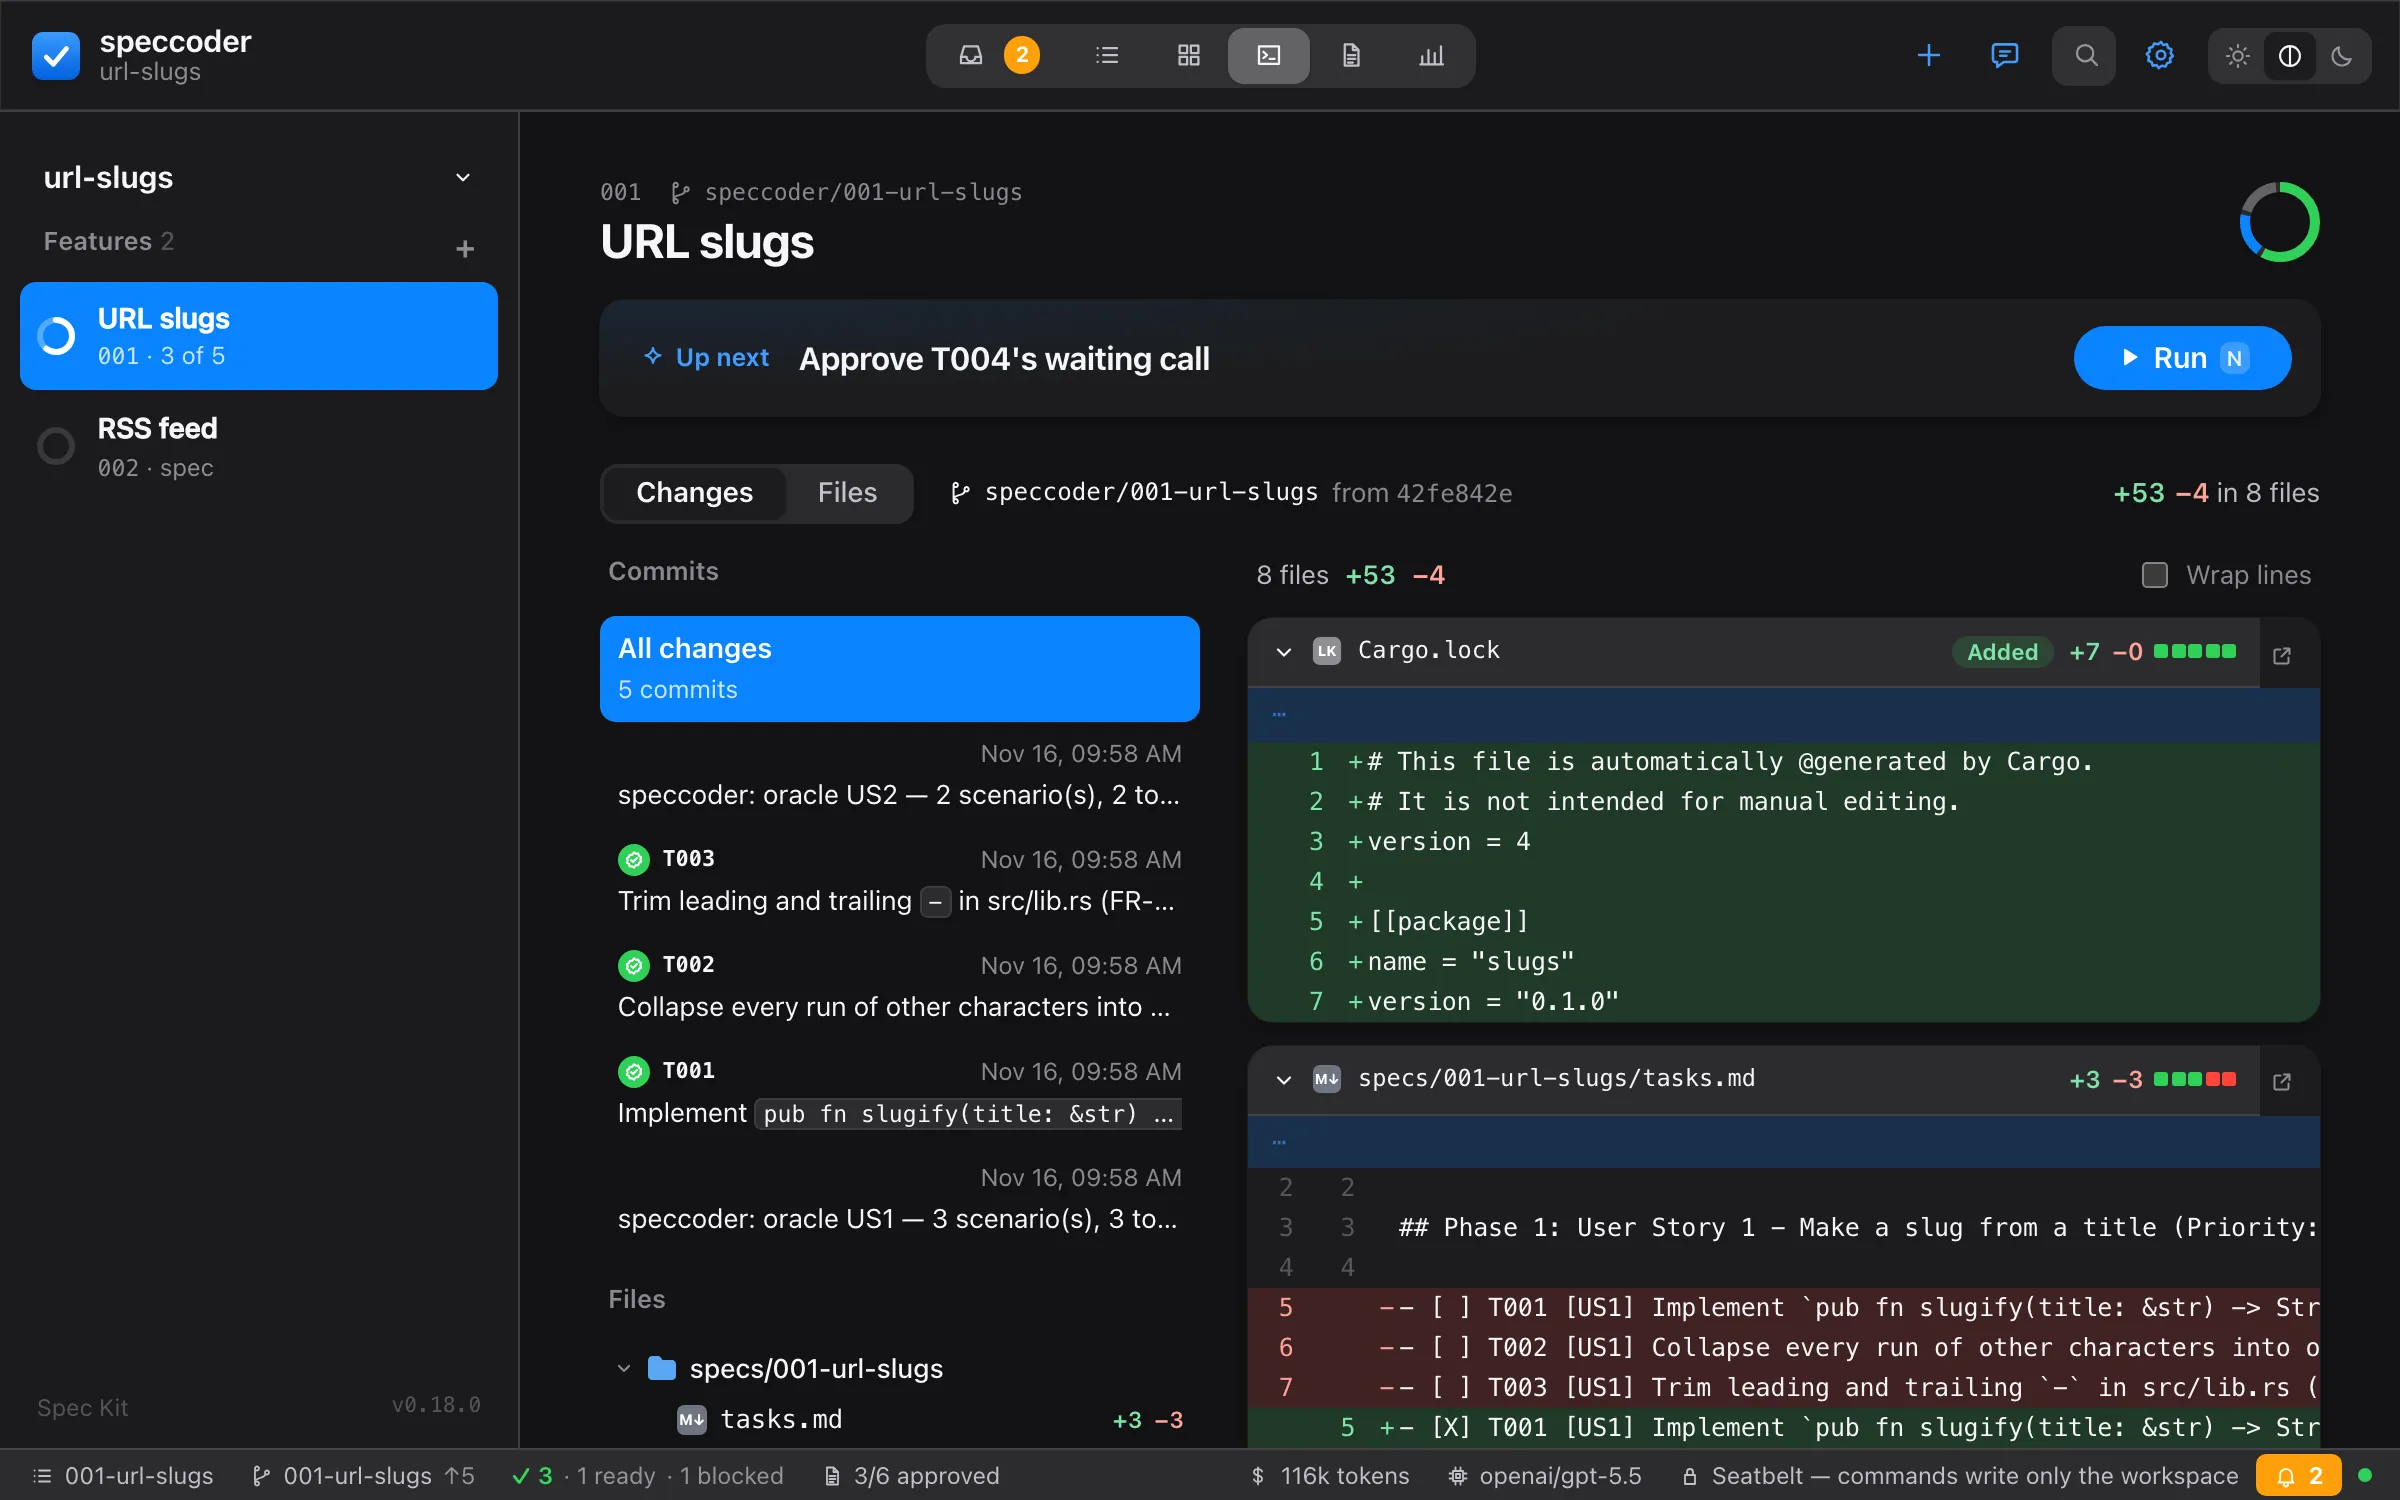 speccoder
url-slugs
2
url-slugs
Features 2
URL slugs
001 · 3 of 5
RSS feed
002 · spec
Spec Kit v0.18.0
001 speccoder/001-url-slugs
URL slugs
Up next Approve T004's waiting call Run N
Changes Files speccoder/001-url-slugs from 42fe842e +53 −4 in 8 files
Commits
All changes
5 commits
Nov 16, 09:58 AM
speccoder: oracle US2 — 2 scenario(s), 2 to...
T003 Nov 16, 09:58 AM
Trim leading and trailing - in src/lib.rs (FR-...
T002 Nov 16, 09:58 AM
Collapse every run of other characters into ...
T001 Nov 16, 09:58 AM
Implement pub fn slugify(title: &str) ...
Nov 16, 09:58 AM
speccoder: oracle US1 — 3 scenario(s), 3 to...
Files
specs/001-url-slugs
M↓ tasks.md +3 −3
8 files +53 −4 Wrap lines
LK Cargo.lock Added +7 −0
...
1 +# This file is automatically @generated by Cargo.
2 +# It is not intended for manual editing.
3 +version = 4
4 +
5 +[[package]]
6 +name = "slugs"
7 +version = "0.1.0"
M↓ specs/001-url-slugs/tasks.md +3 −3
...
2 2
3 3 ## Phase 1: User Story 1 - Make a slug from a title (Priority:
4 4
5 -- [ ] T001 [US1] Implement `pub fn slugify(title: &str) -> Str
6 -- [ ] T002 [US1] Collapse every run of other characters into o
7 -- [ ] T003 [US1] Trim leading and trailing `-` in src/lib.rs (
5 +- [X] T001 [US1] Implement `pub fn slugify(title: &str) -> Str
001-url-slugs 001-url-slugs ↑5 ✓ 3 · 1 ready · 1 blocked 3/6 approved $ 116k tokens openai/gpt-5.5 Seatbelt — commands write only the workspace 2